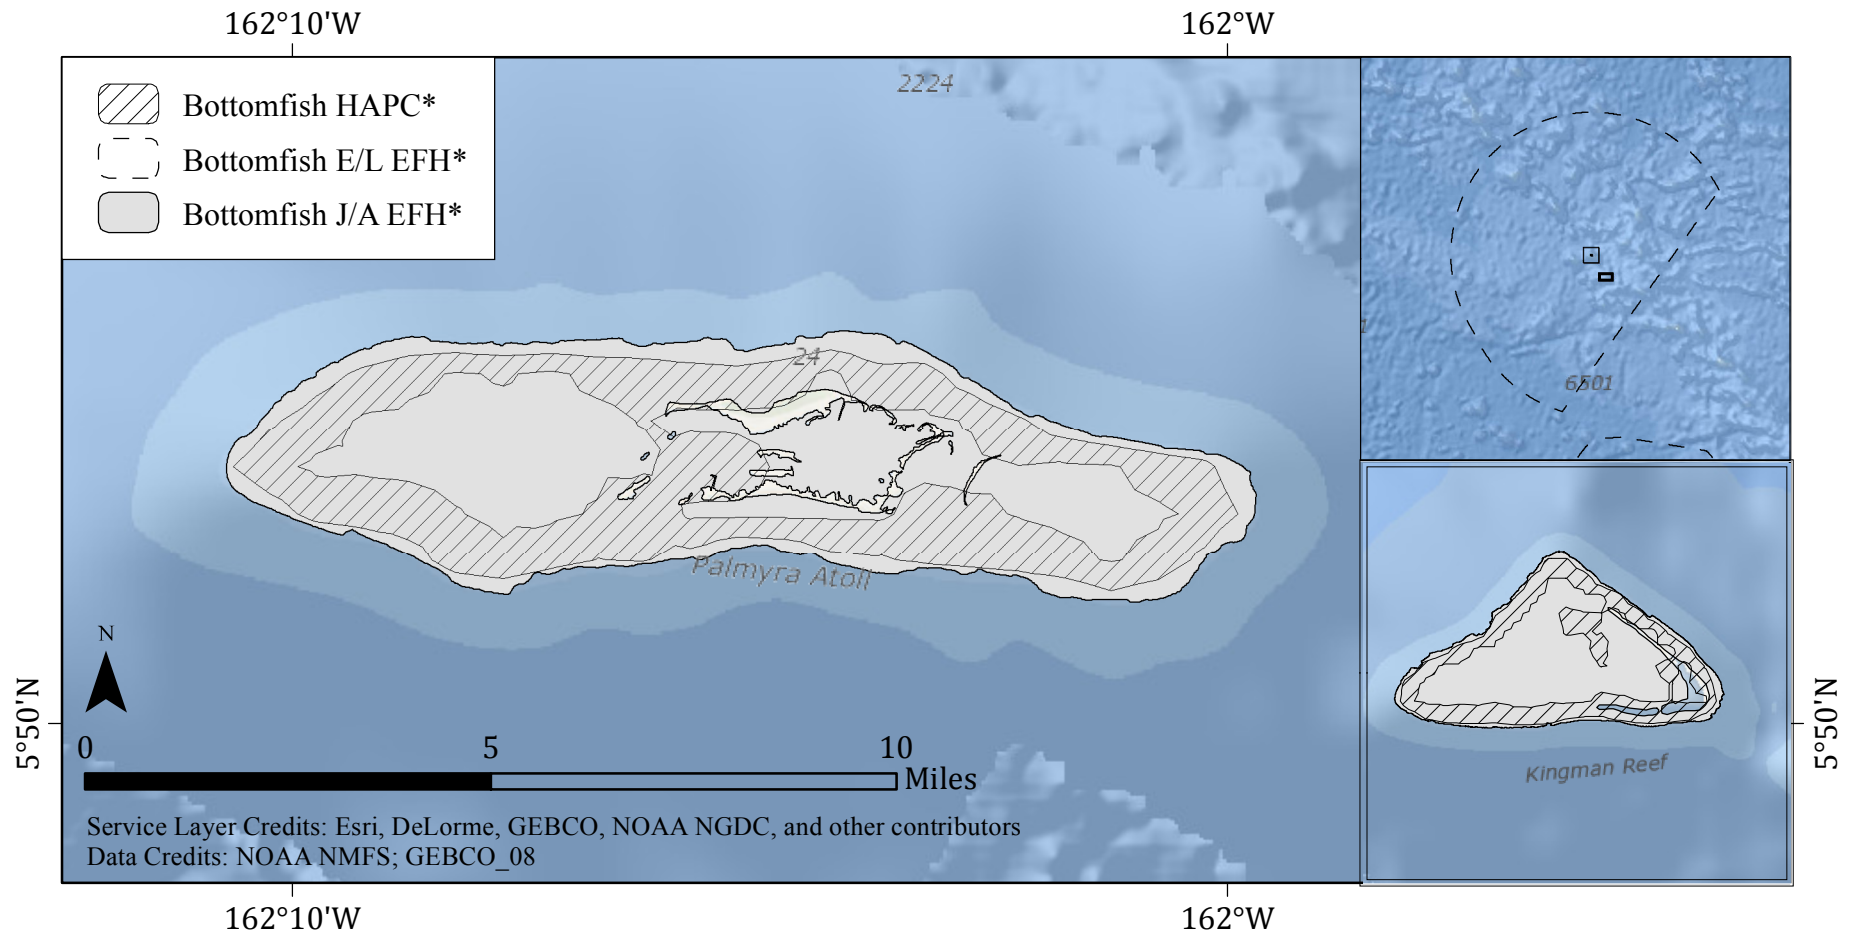 162°10'W
162°W
Bottomfish HAPC*
Bottomfish E/L EFH*
Bottomfish J/A EFH*
2224
24
Palmyra Atoll
6501
Kingman Reef
N
5°50'N
5°50'N
0 5 10
Miles
Service Layer Credits: Esri, DeLorme, GEBCO, NOAA NGDC, and other contributors
Data Credits: NOAA NMFS; GEBCO_08
162°10'W
162°W